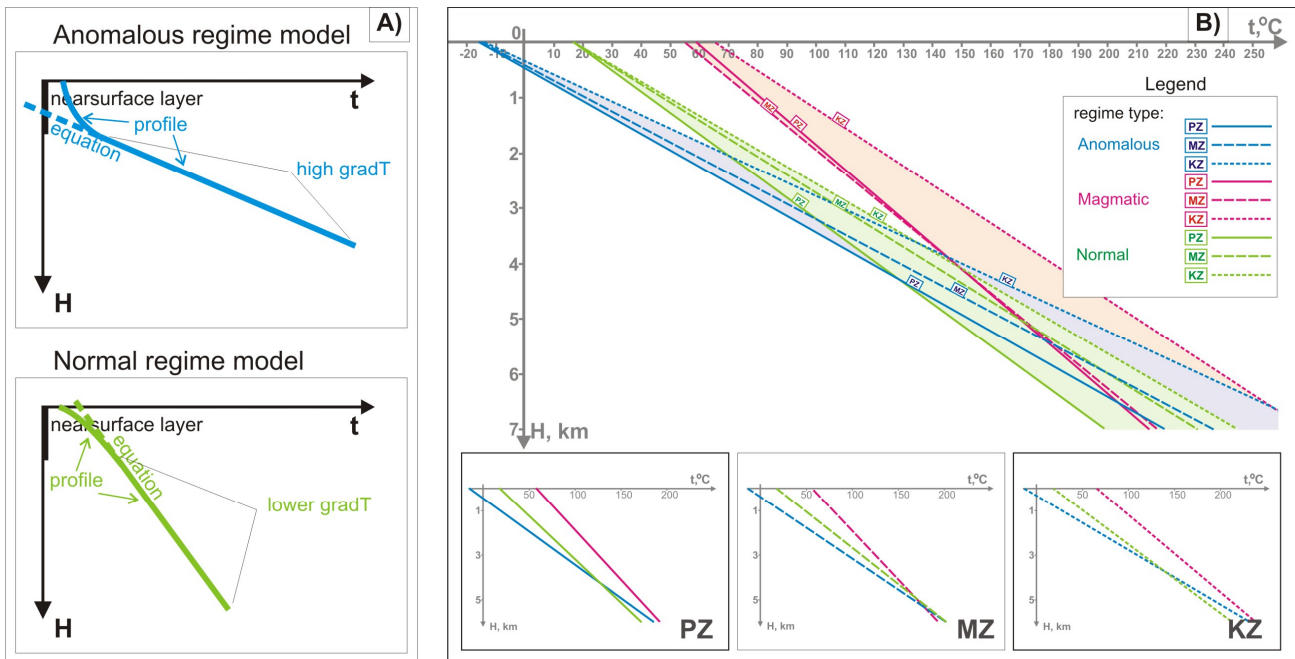 A)
Anomalous regime model
nearsurface layer
t
profile
equation
high gradT
H
Normal regime model
nearsurface layer
t
equation
profile
lower gradT
H
B)
0
t,°C
-20 -10 0 10 20 30 40 50 60 70 80 90 100 110 120 130 140 150 160 170 180 190 200 210 220 230 240 250
1
2
3
4
5
6
7
H, km
MZ
PZ
KZ
PZ
MZ
KZ
PZ
MZ
KZ
Legend
regime type:
PZ
Anomalous MZ
KZ
PZ
Magmatic MZ
KZ
PZ
Normal MZ
KZ
t,°C
50 100 150 200
1
3
5
H, km
PZ
t,°C
50 100 150 200
1
3
5
H, km
MZ
t,°C
50 100 150 200
1
3
5
H, km
KZ